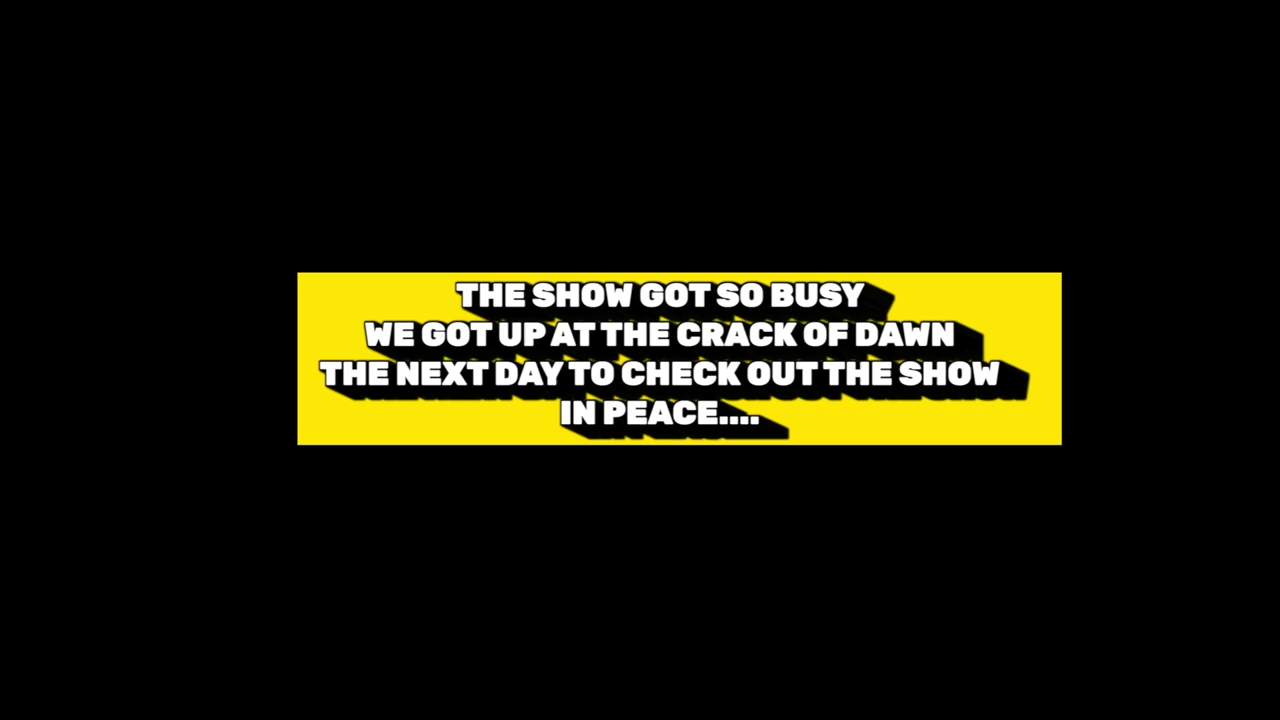 THE SHOW GOT SO BUSY
WE GOT UP AT THE CRACK OF DAWN
THE NEXT DAY TO CHECK OUT THE SHOW
IN PEACE....